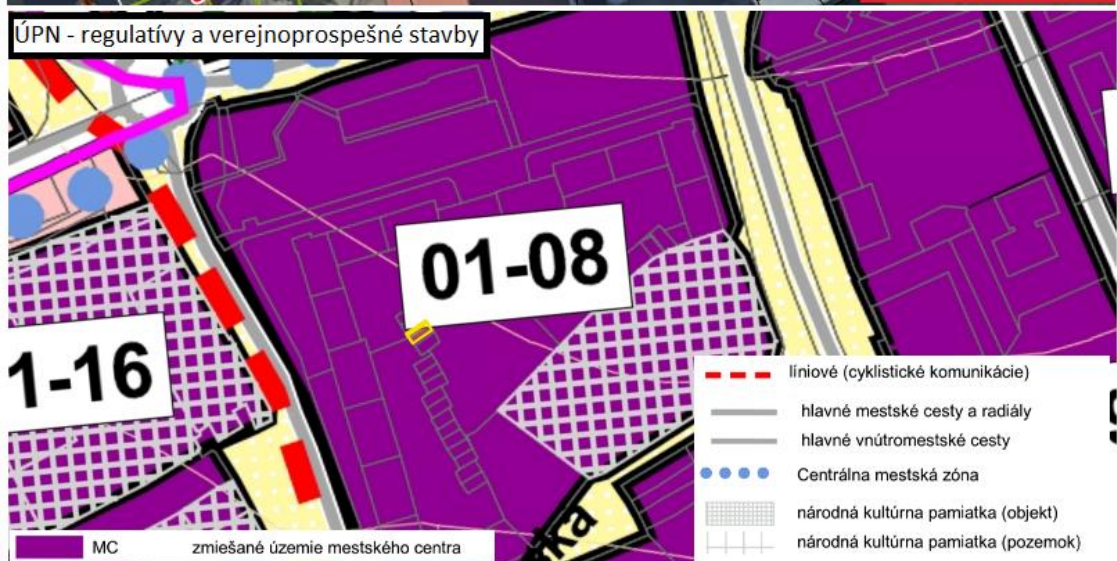 ÚPN - regulatívy a verejnoprospešné stavby
01-08
1-16
líniové (cyklistické komunikácie)
hlavné mestské cesty a radiály
hlavné vnútromestské cesty
Centrálna mestská zóna
národná kultúrna pamiatka (objekt)
národná kultúrna pamiatka (pozemok)
ka
MC zmiešané územie mestského centra